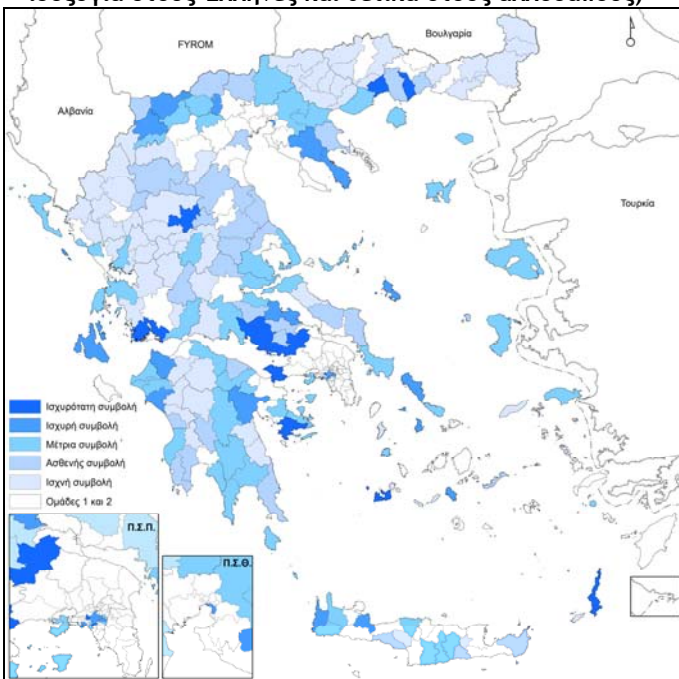 FYROM
Βουλγαρία
Αλβανία
Τουρκία
Ισχυρότατη συμβολή
Ισχυρή συμβολή
Μέτρια συμβολή
Ασθενής συμβολή
Ισχνή συμβολή
Ομάδες 1 και 2
Π.Σ.Π.
Π.Σ.Θ.